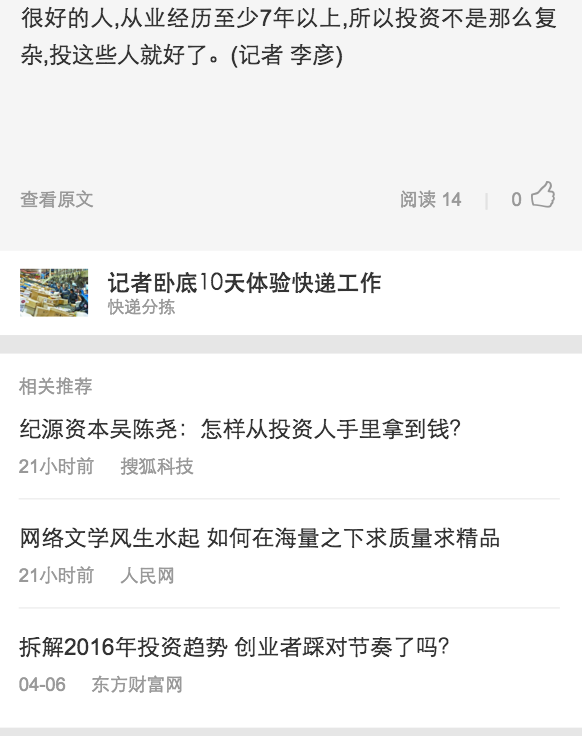 很好的人,从业经历至少7年以上,所以投资不是那么复
杂,投这些人就好了。(记者 李彦)
查看原文 阅读 14 | 0
记者卧底10天体验快递工作
快递分拣
相关推荐
纪源资本吴陈尧：怎样从投资人手里拿到钱?
21小时前 搜狐科技
网络文学风生水起 如何在海量之下求质量求精品
21小时前 人民网
拆解2016年投资趋势 创业者踩对节奏了吗?
04-06 东方财富网